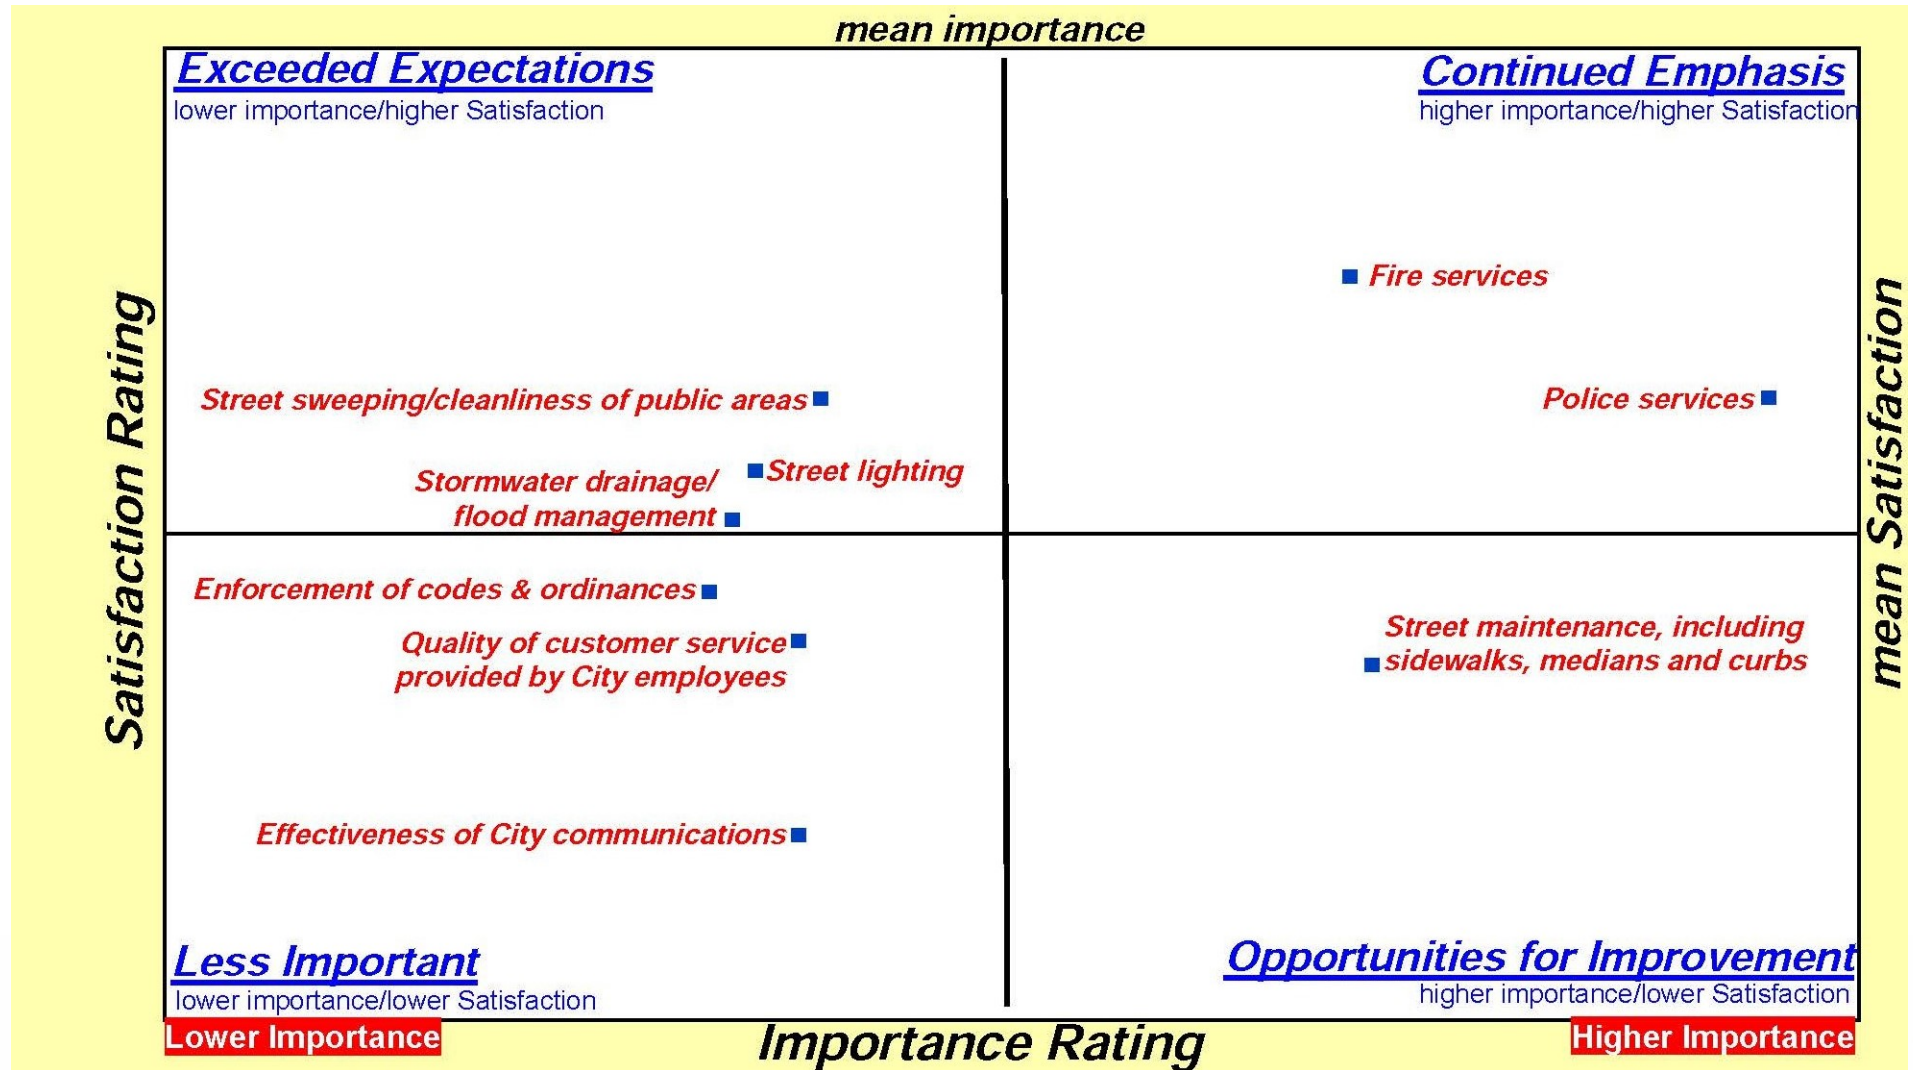 mean importance
Exceeded Expectations
lower importance/higher Satisfaction
Continued Emphasis
higher importance/higher Satisfaction
Fire services
Street sweeping/cleanliness of public areas
Police services
Street lighting
Stormwater drainage/
flood management
Satisfaction Rating
mean Satisfaction
Enforcement of codes & ordinances
Quality of customer service
provided by City employees
Street maintenance, including
sidewalks, medians and curbs
Effectiveness of City communications
Less Important
lower importance/lower Satisfaction
Opportunities for Improvement
higher importance/lower Satisfaction
Lower Importance
Importance Rating
Higher Importance